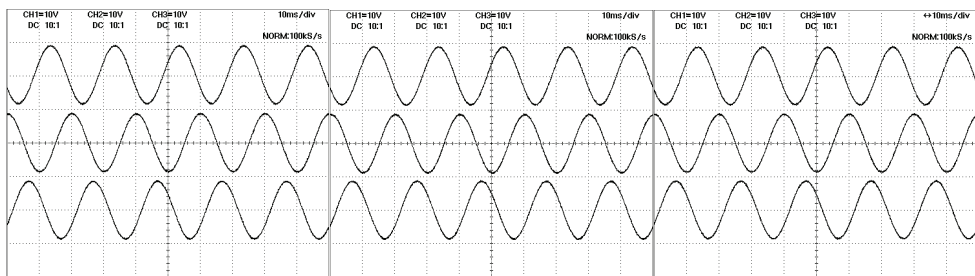 CH1=10V CH2=10V CH3=10V 10ms/div
DC 10:1 DC 10:1 DC 10:1
NORM:100kS/s
CH1=10V CH2=10V CH3=10V 10ms/div
DC 10:1 DC 10:1 DC 10:1
NORM:100kS/s
CH1=10V CH2=10V CH3=10V ↔10ms/div
DC 10:1 DC 10:1 DC 10:1
NORM:100kS/s